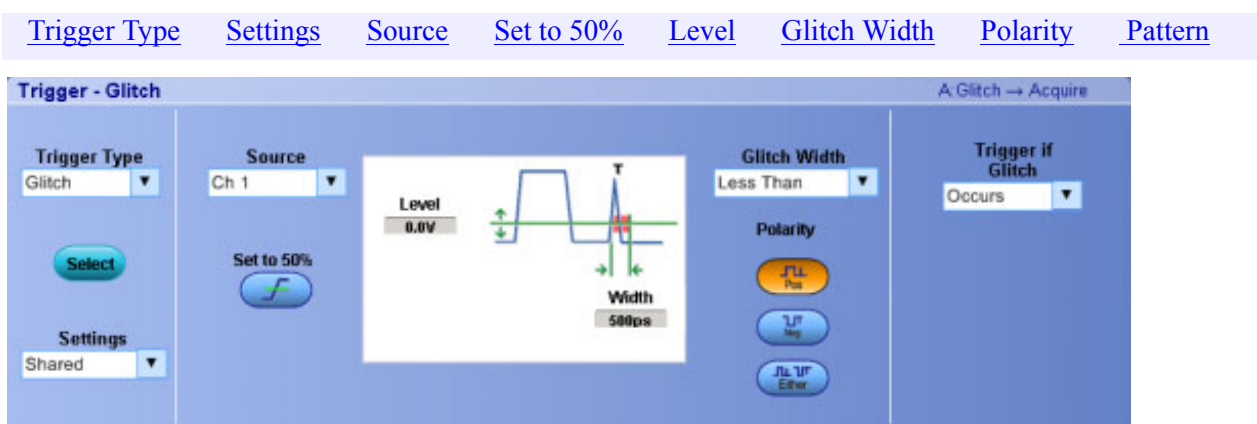 Trigger Type Settings Source Set to 50% Level Glitch Width Polarity Pattern
Trigger - Glitch
A:Glitch → Acquire
Trigger Type
Glitch
Select
Settings
Shared
Source
Ch 1
Set to 50%
Level
0.0V
T
Width
500ps
Glitch Width
Less Than
Polarity
Pos
Neg
Either
Trigger if
Glitch
Occurs